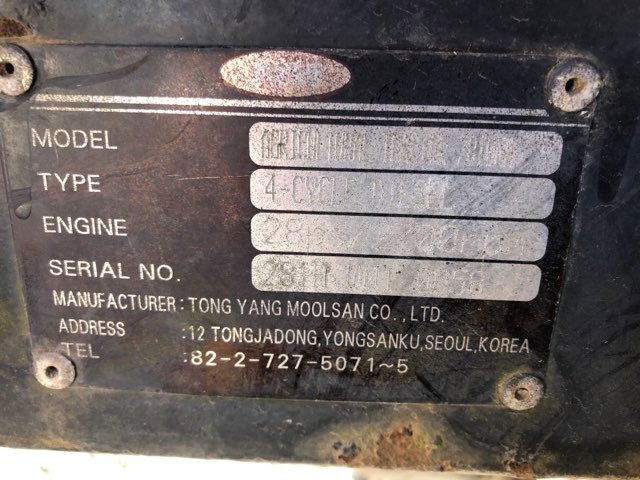 MODEL
TYPE 4-CYCLE DIESEL
ENGINE
SERIAL NO.
MANUFACTURER : TONG YANG MOOLSAN CO., LTD.
ADDRESS :12 TONGJADONG,YONGSANKU,SEOUL,KOREA
TEL :82-2-727-5071~5